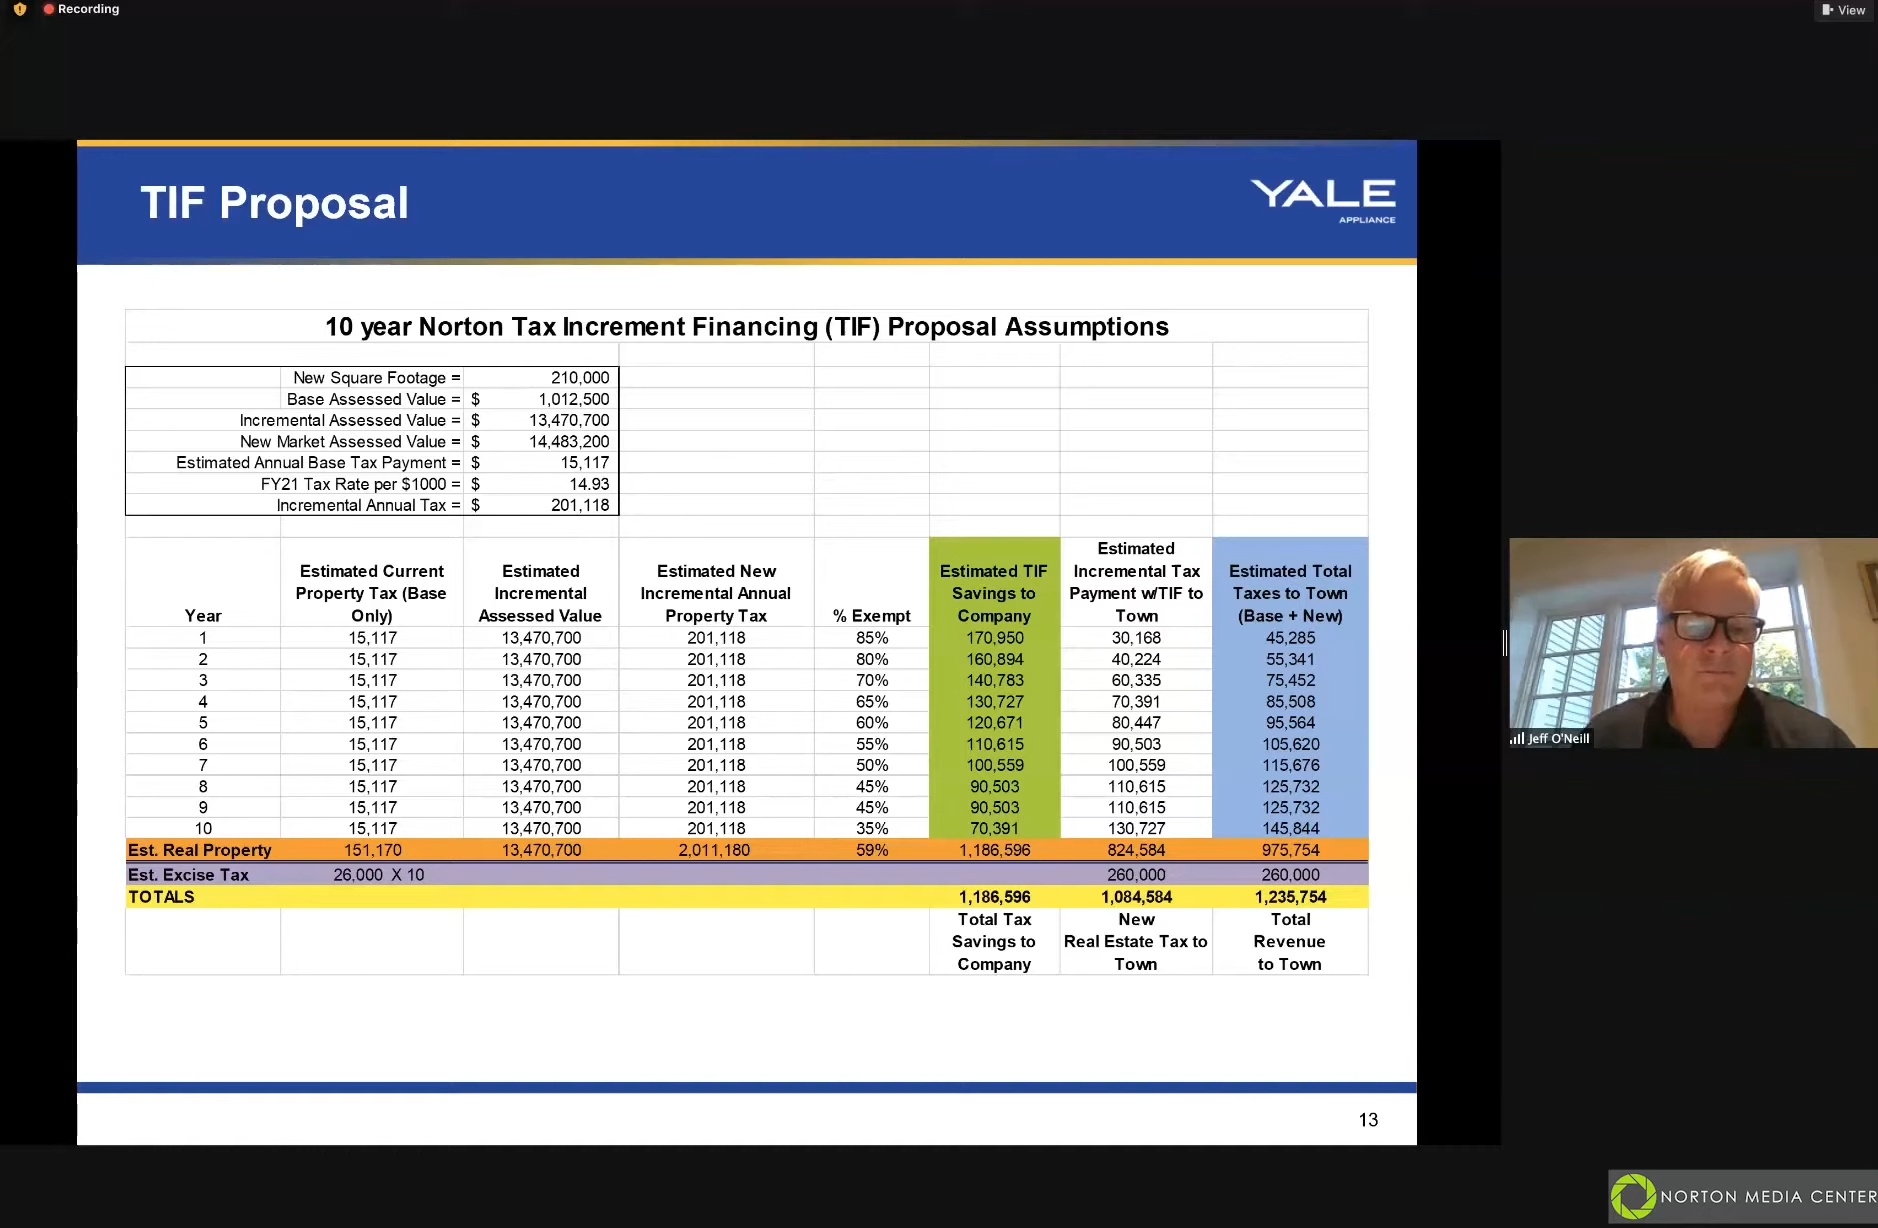 Recording
View
TIF Proposal
YALE
APPLIANCE
10 year Norton Tax Increment Financing (TIF) Proposal Assumptions
New Square Footage = 210,000
Base Assessed Value = $ 1,012,500
Incremental Assessed Value = $ 13,470,700
New Market Assessed Value = $ 14,483,200
Estimated Annual Base Tax Payment = $ 15,117
FY21 Tax Rate per $1000 = $ 14.93
Incremental Annual Tax = $ 201,118
Year
Estimated Current
Property Tax (Base
Only)
Estimated
Incremental
Assessed Value
Estimated New
Incremental Annual
Property Tax
% Exempt
Estimated TIF
Savings to
Company
Estimated
Incremental Tax
Payment w/TIF to
Town
Estimated Total
Taxes to Town
(Base + New)
1 15,117 13,470,700 201,118 85% 170,950 30,168 45,285
2 15,117 13,470,700 201,118 80% 160,894 40,224 55,341
3 15,117 13,470,700 201,118 70% 140,783 60,335 75,452
4 15,117 13,470,700 201,118 65% 130,727 70,391 85,508
5 15,117 13,470,700 201,118 60% 120,671 80,447 95,564
6 15,117 13,470,700 201,118 55% 110,615 90,503 105,620
7 15,117 13,470,700 201,118 50% 100,559 100,559 115,676
8 15,117 13,470,700 201,118 45% 90,503 110,615 125,732
9 15,117 13,470,700 201,118 45% 90,503 110,615 125,732
10 15,117 13,470,700 201,118 35% 70,391 130,727 145,844
Est. Real Property 151,170 13,470,700 2,011,180 59% 1,186,596 824,584 975,754
Est. Excise Tax 26,000 X 10 260,000 260,000
TOTALS 1,186,596 1,084,584 1,235,754
Total Tax
Savings to
Company
New
Real Estate Tax to
Town
Total
Revenue
to Town
13
Jeff O'Neill
NORTON MEDIA CENTER